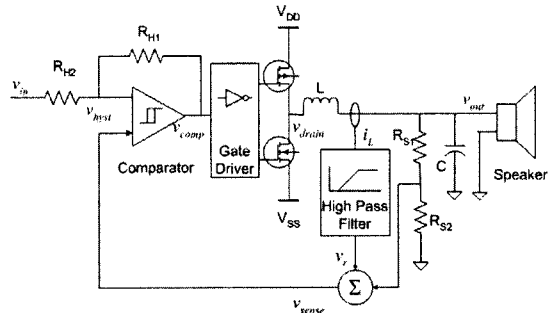 V_DD
R_H1
R_H2
v_in
v_hyst
v_comp
Comparator
Gate
Driver
v_drain
V_SS
L
i_L
High Pass
Filter
v_r
Σ
v_sense
R_S1
R_S2
C
v_out
Speaker